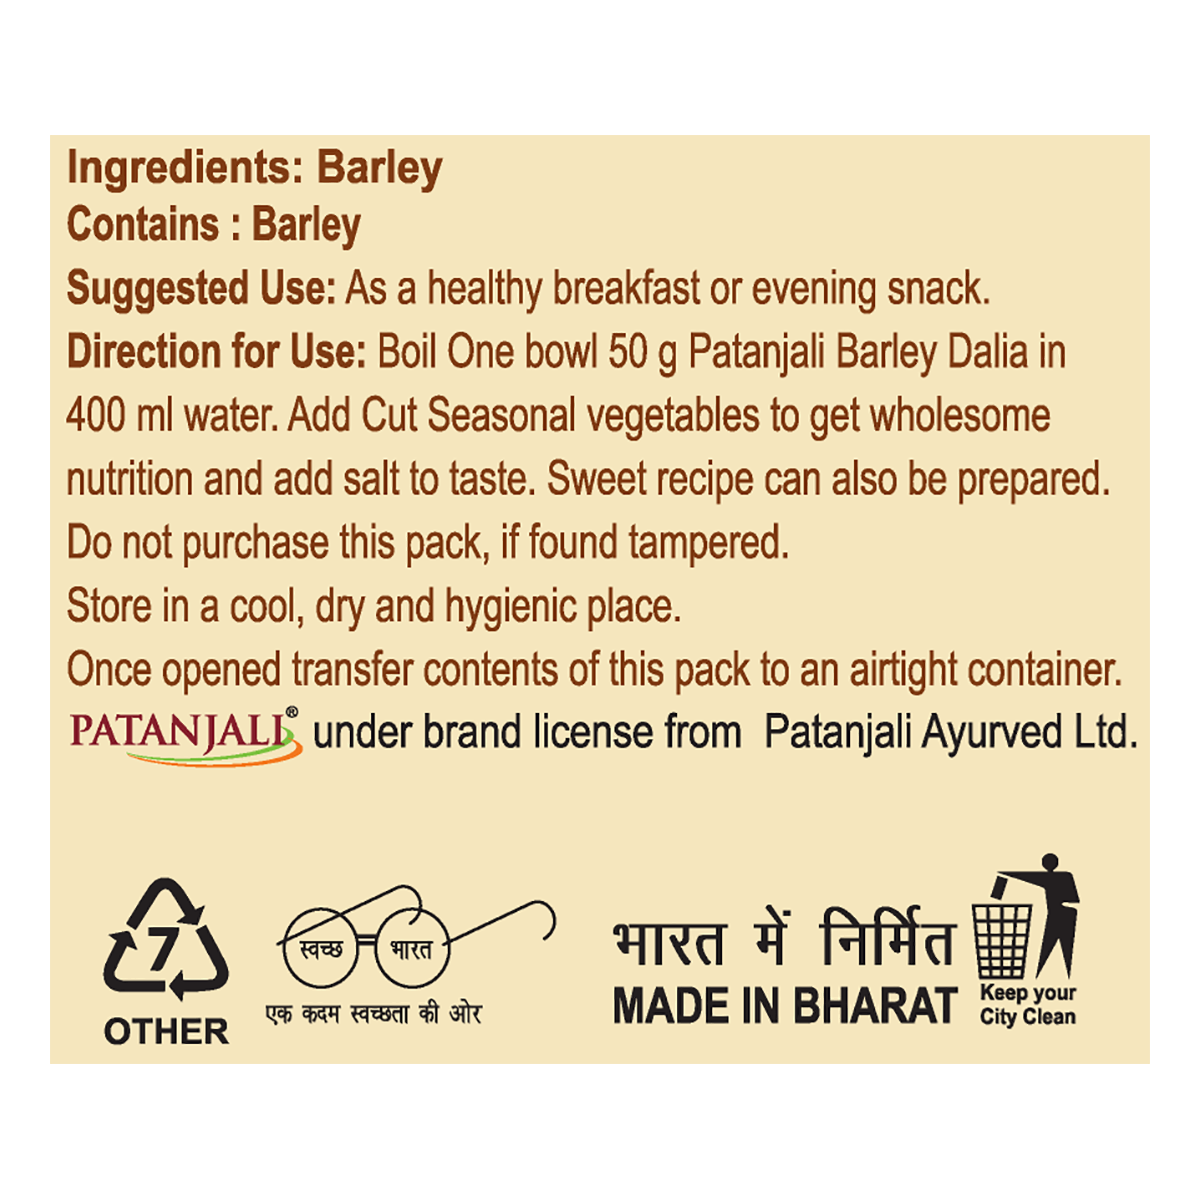 Ingredients: Barley
Contains : Barley
Suggested Use: As a healthy breakfast or evening snack.
Direction for Use: Boil One bowl 50 g Patanjali Barley Dalia in
400 ml water. Add Cut Seasonal vegetables to get wholesome
nutrition and add salt to taste. Sweet recipe can also be prepared.
Do not purchase this pack, if found tampered.
Store in a cool, dry and hygienic place.
Once opened transfer contents of this pack to an airtight container.
PATANJALI® under brand license from Patanjali Ayurved Ltd.
7
OTHER
स्वच्छ भारत
एक कदम स्वच्छता की ओर
भारत में निर्मित
MADE IN BHARAT
Keep your
City Clean